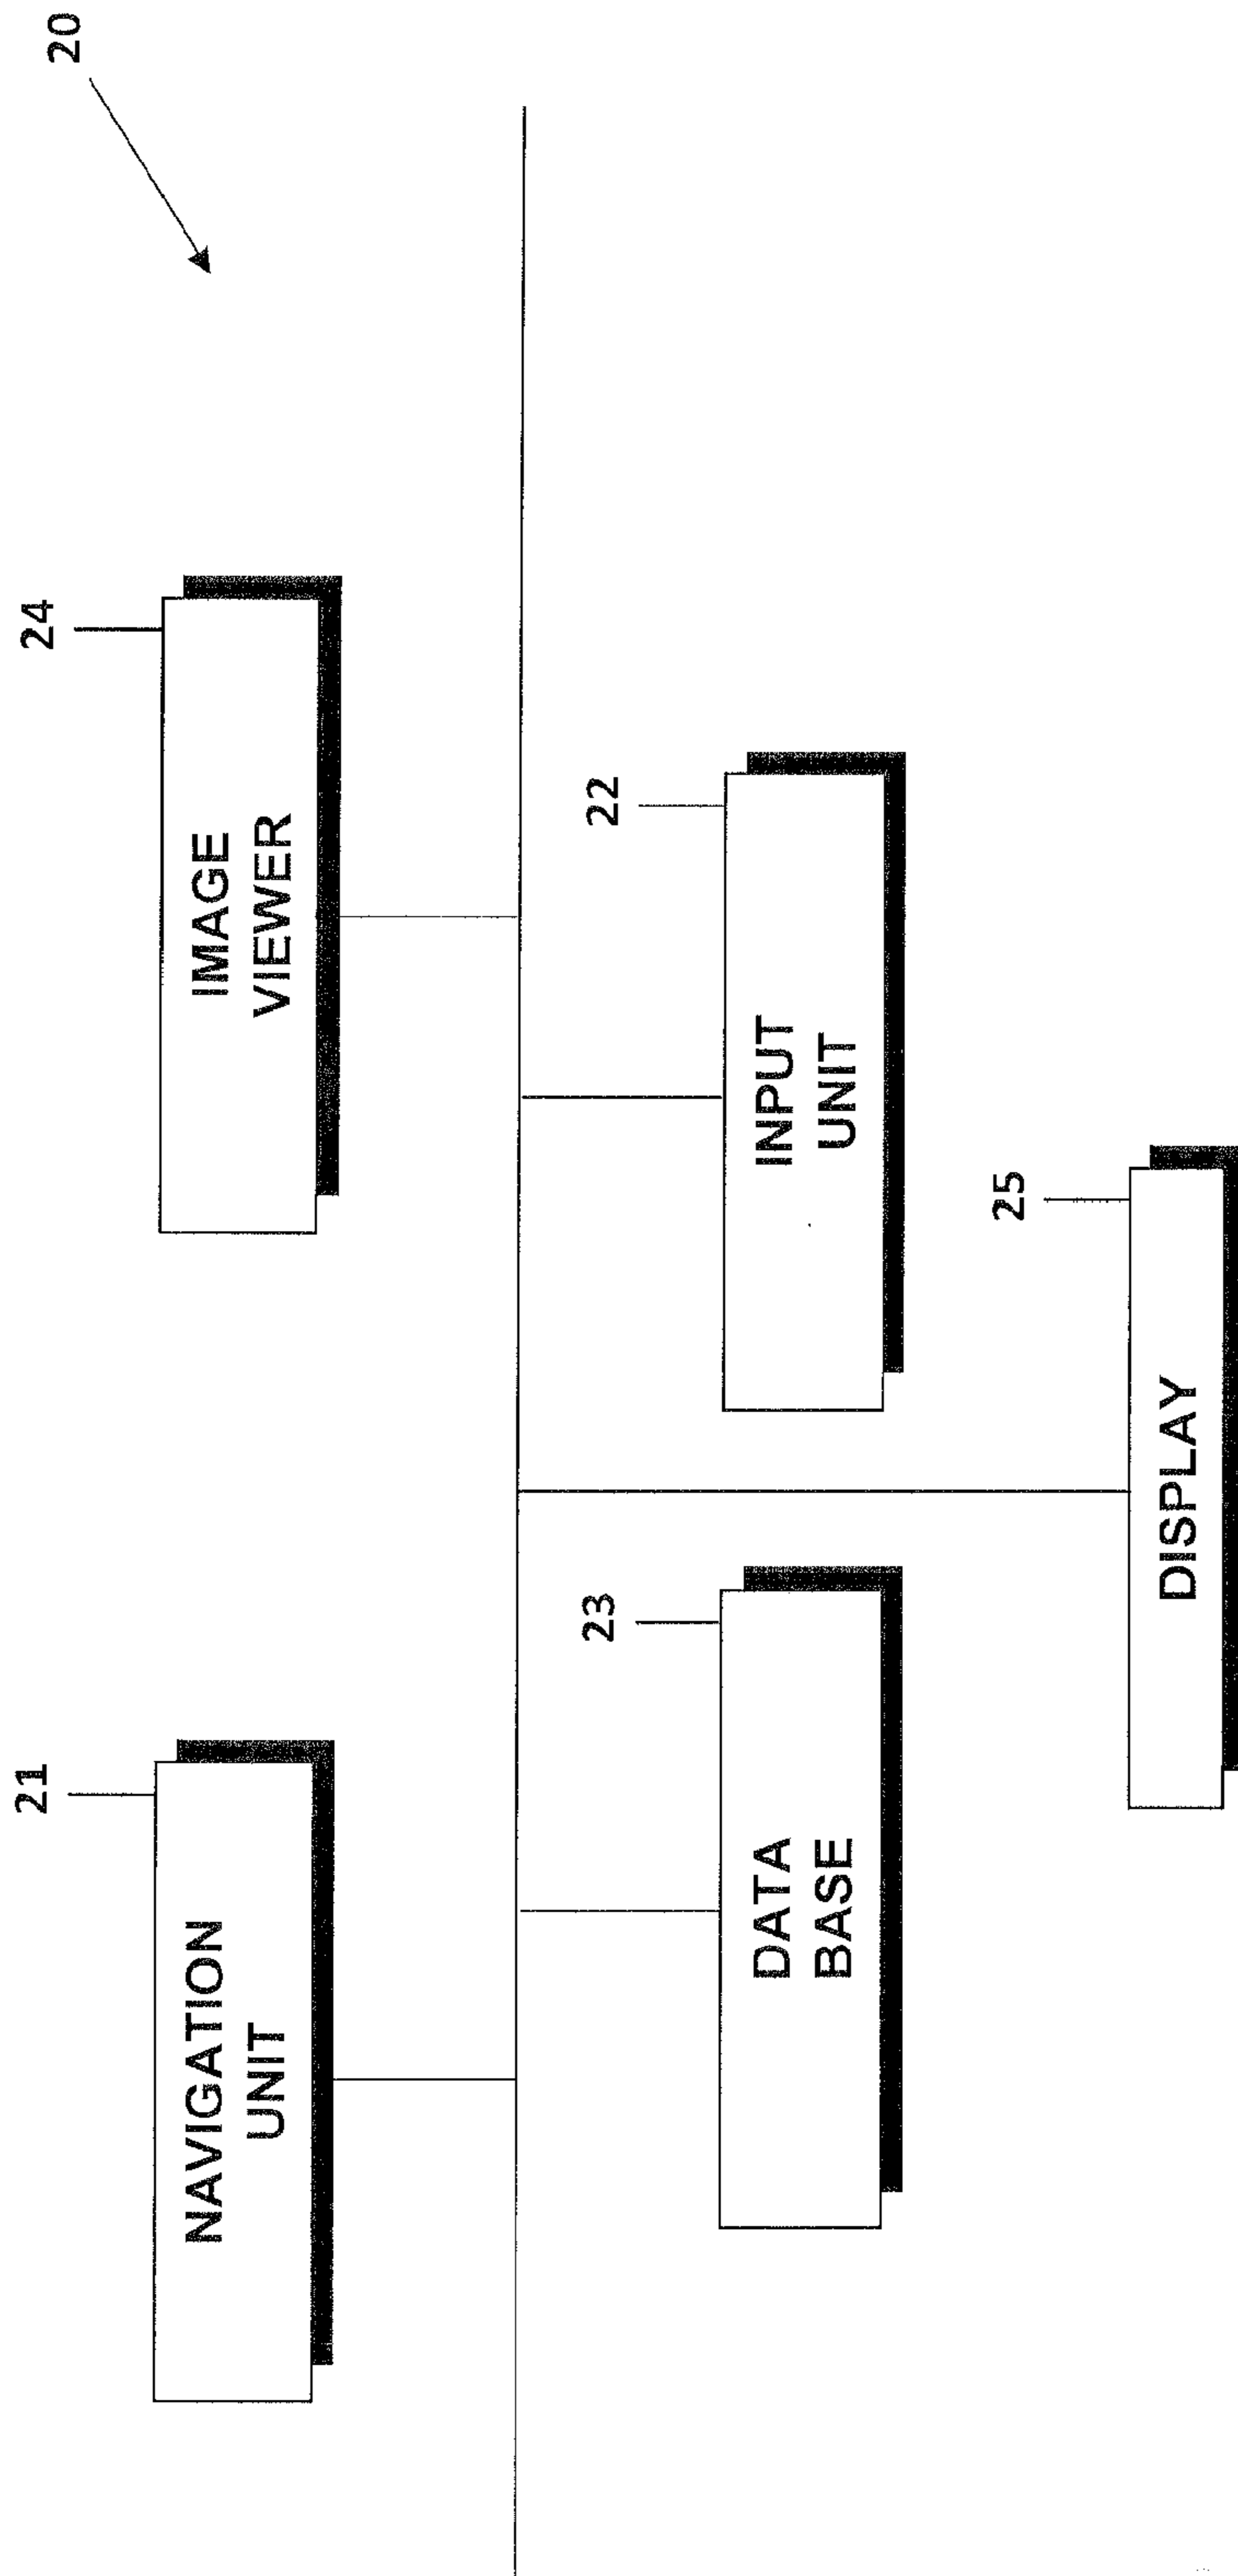 20
21
NAVIGATION
UNIT
24
IMAGE
VIEWER
23
DATA
BASE
22
INPUT
UNIT
25
DISPLAY